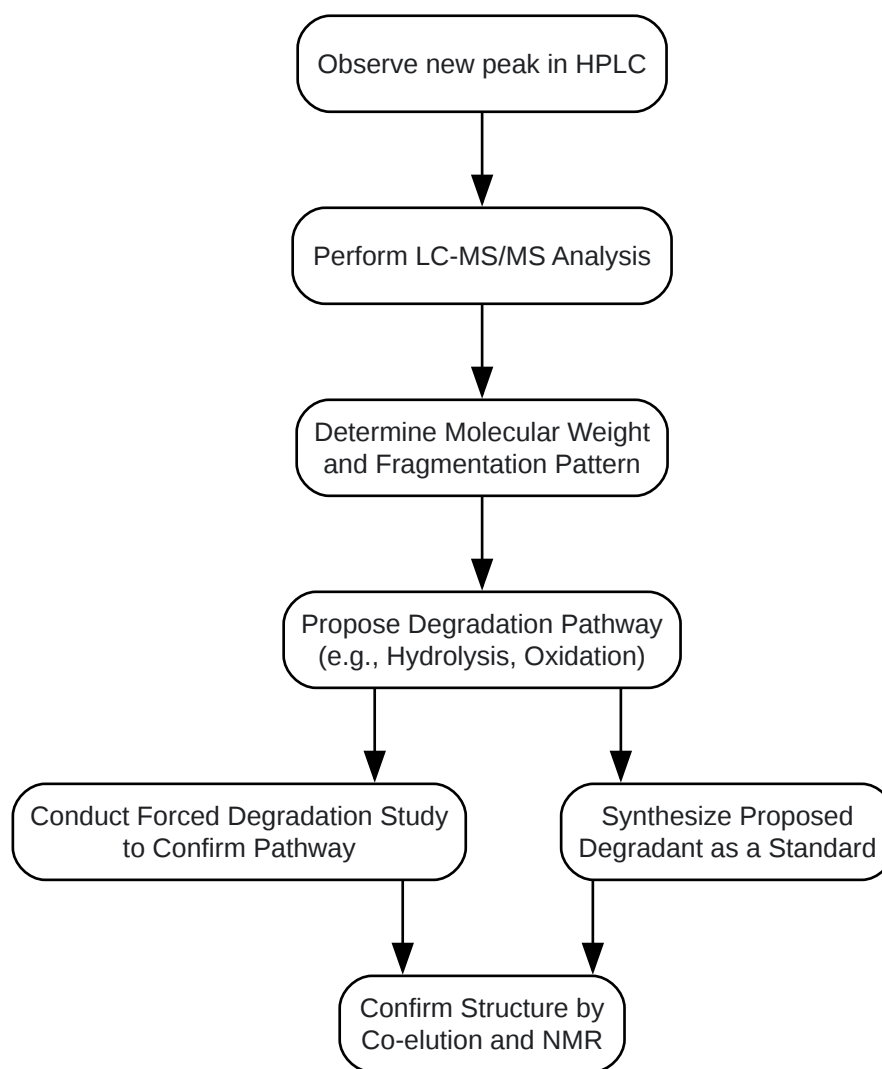 Observe new peak in HPLC
Perform LC-MS/MS Analysis
Determine Molecular Weight
and Fragmentation Pattern
Propose Degradation Pathway
(e.g., Hydrolysis, Oxidation)
Conduct Forced Degradation Study
to Confirm Pathway
Synthesize Proposed
Degradant as a Standard
Confirm Structure by
Co-elution and NMR